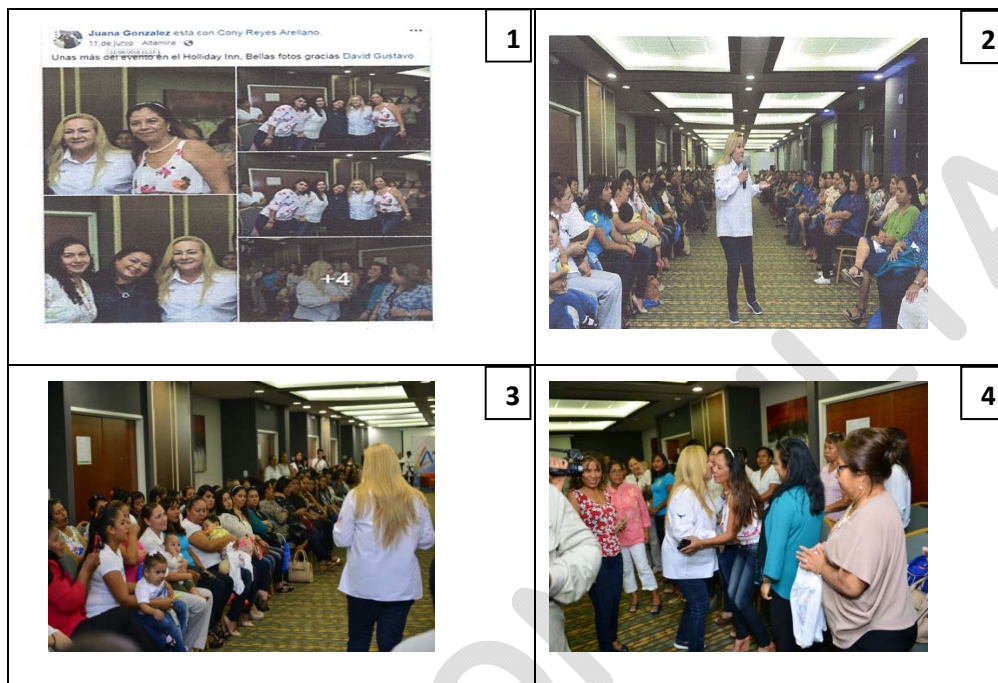 1
Juana Gonzalez está con Cony Reyes Arellano.
11 de junio · Altamira ·
Unas más del evento en el Holliday Inn, Bellas fotos gracias David Gustavo
+4
2
3
4